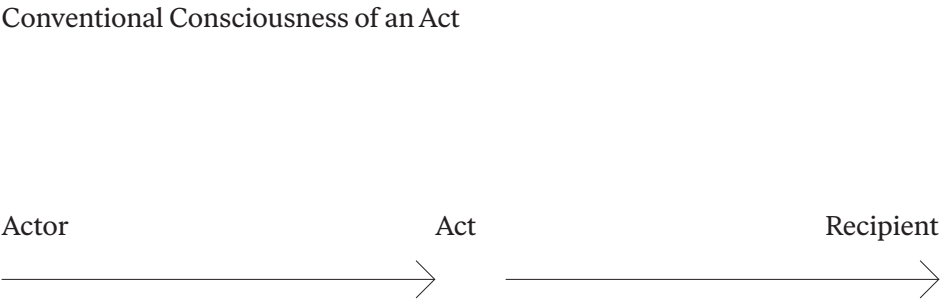 Conventional Consciousness of an Act
Actor Act Recipient